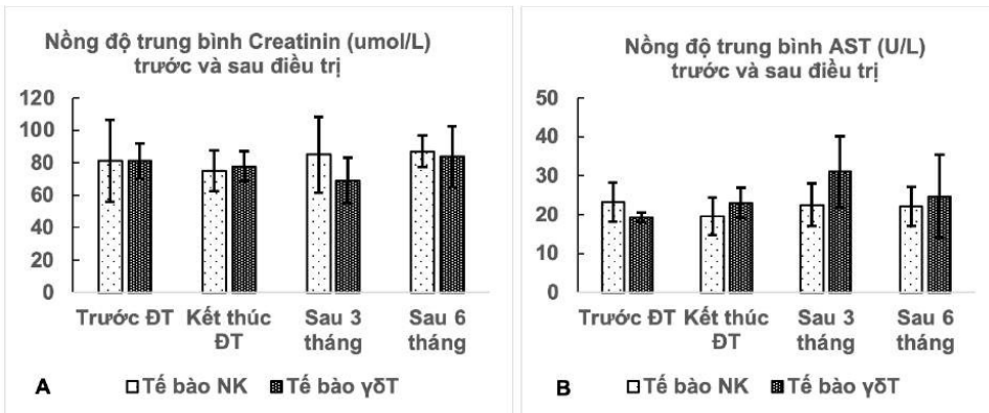 Nồng độ trung bình Creatinin (umol/L)
trước và sau điều trị
120
100
80
60
40
20
0
Trước ĐT
Kết thúc
ĐT
Sau 3
tháng
Sau 6
tháng
A
Tế bào NK
Tế bào γδT
Nồng độ trung bình AST (U/L)
trước và sau điều trị
50
40
30
20
10
0
Trước ĐT
Kết thúc
ĐT
Sau 3
tháng
Sau 6
tháng
B
Tế bào NK
Tế bào γδT